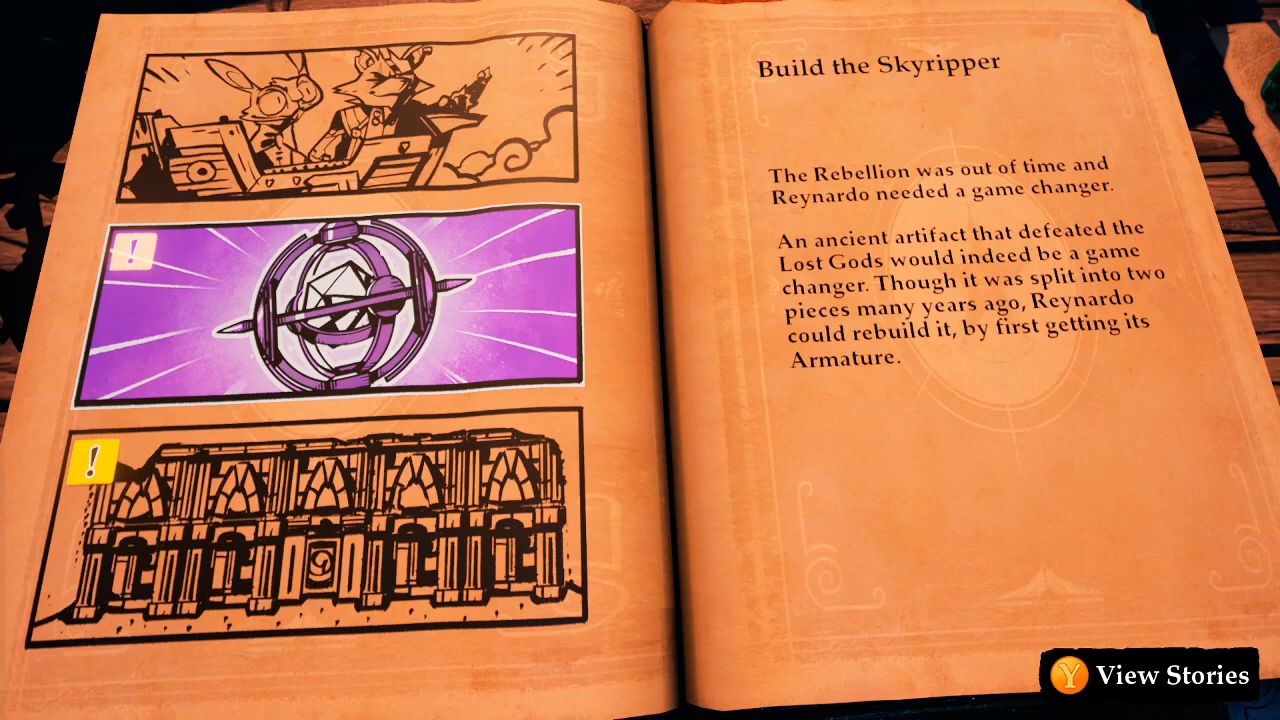 Build the Skyripper
The Rebellion was out of time and
Reynardo needed a game changer.
An ancient artifact that defeated the
Lost Gods would indeed be a game
changer. Though it was split into two
pieces many years ago, Reynardo
could rebuild it, by first getting its
Armature.
!
!
Y View Stories